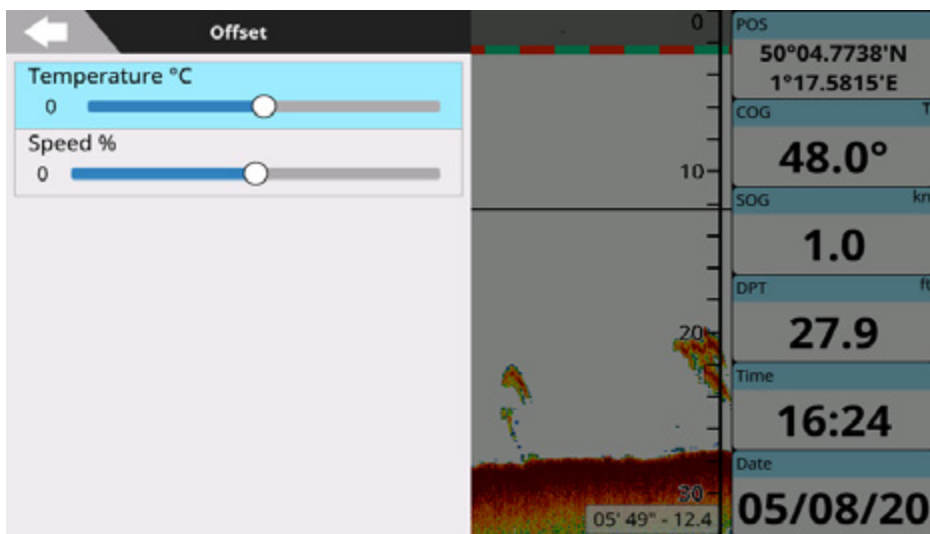 Offset
Temperature °C
0
Speed %
0
0
10
20
30
05' 49" - 12.4
POS
50°04.7738'N
1°17.5815'E
COG T
48.0°
SOG
1.0
DPT
27.9
Time
16:24
Date
05/08/20